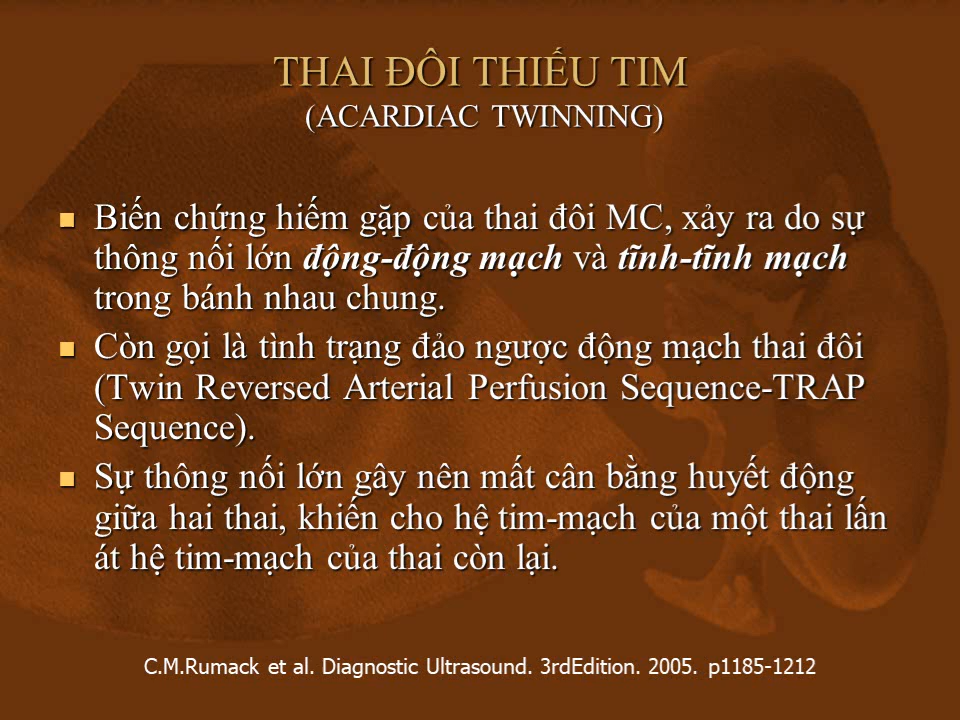 THAI ĐÔI THIẾU TIM
(ACARDIAC TWINNING)
Biến chứng hiếm gặp của thai đôi MC, xảy ra do sự
thông nối lớn động-động mạch và tĩnh-tĩnh mạch
trong bánh nhau chung.
Còn gọi là tình trạng đảo ngược động mạch thai đôi
(Twin Reversed Arterial Perfusion Sequence-TRAP
Sequence).
Sự thông nối lớn gây nên mất cân bằng huyết động
giữa hai thai, khiến cho hệ tim-mạch của một thai lấn
át hệ tim-mạch của thai còn lại.
C.M.Rumack et al. Diagnostic Ultrasound. 3rdEdition. 2005. p1185-1212